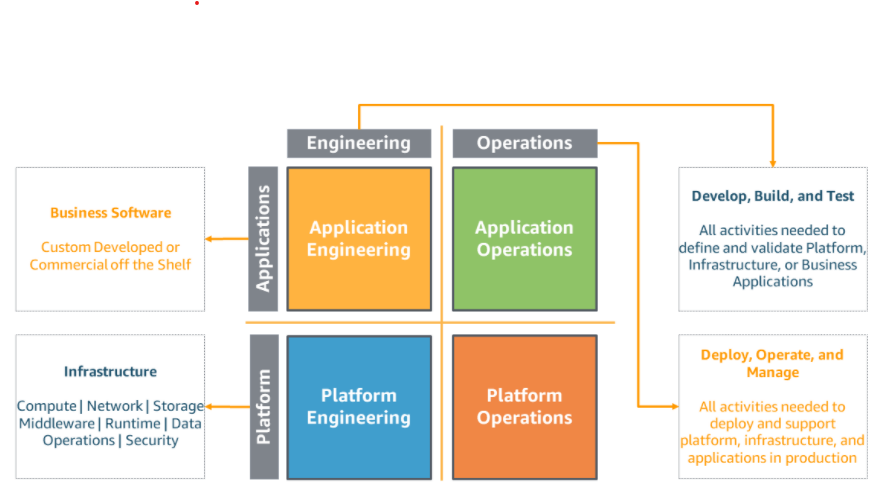 Engineering
Operations
Business Software
Custom Developed or
Commercial off the Shelf
Applications
Application
Engineering
Application
Operations
Develop, Build, and Test
All activities needed to
define and validate Platform,
Infrastructure, or Business
Applications
Infrastructure
Compute | Network | Storage
Middleware | Runtime | Data
Operations | Security
Platform
Platform
Engineering
Platform
Operations
Deploy, Operate, and
Manage
All activities needed to
deploy and support
platform, infrastructure, and
applications in production